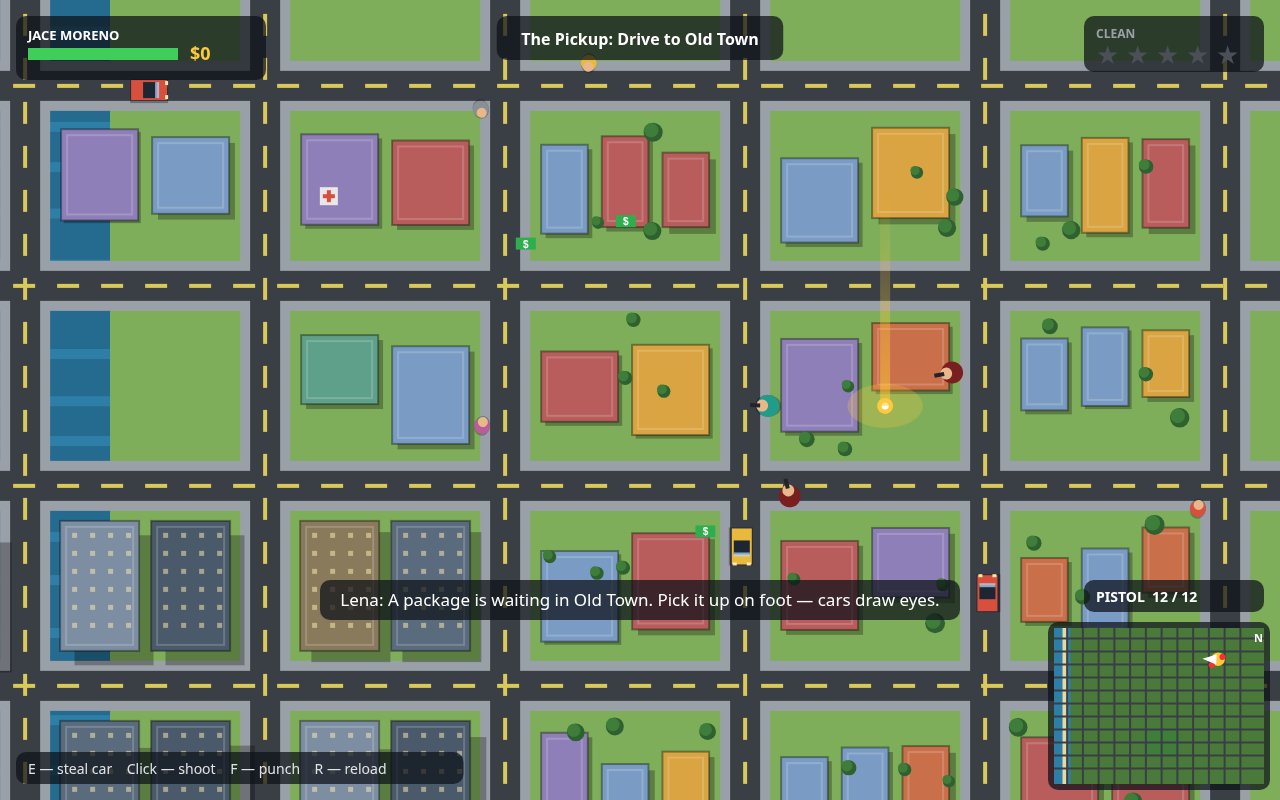 JACE MORENO
$0
The Pickup: Drive to Old Town
CLEAN
$
$
$
Lena: A package is waiting in Old Town. Pick it up on foot — cars draw eyes.
PISTOL 12 / 12
N
E — steal car Click — shoot F — punch R — reload